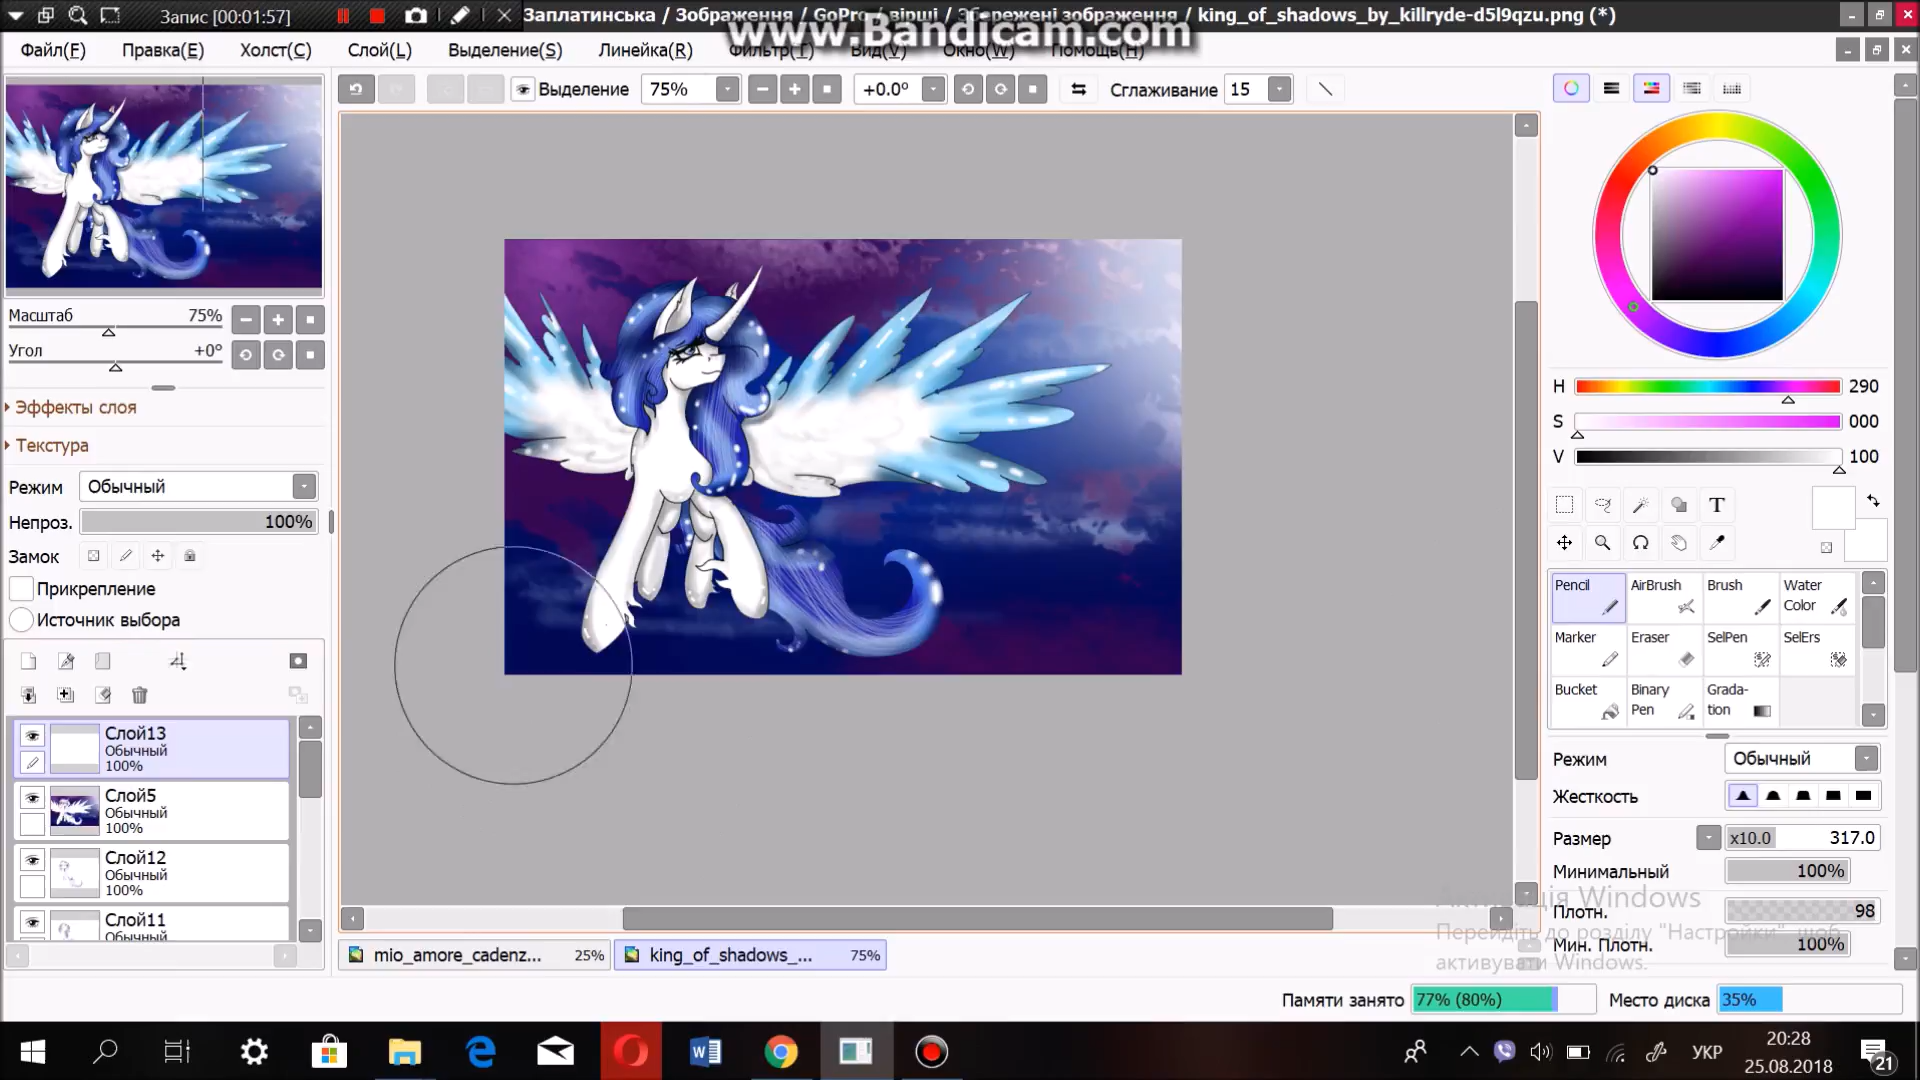 Запис [00:01:57]
Заплатинська / Зображення / GoPro / вірші / Збережені зображення / king_of_shadows_by_killryde-d5l9qzu.png (*)
www.Bandicam.com
Файл(F) Правка(E) Холст(C) Слой(L) Выделение(S) Линейка(R) Фильтр(T) Вид(V) Окно(W) Помощь(H)
Выделение 75% +0.0º Сглаживание 15
Масштаб 75%
Угол +0º
Эффекты слоя
Текстура
Режим Обычный
Непроз. 100%
Замок
Прикрепление
Источник выбора
Слой13
Обычный
100%
Слой5
Обычный
100%
Слой12
Обычный
100%
Слой11
H 290
S 000
V 100
T
Pencil AirBrush Brush Water Color
Marker Eraser SelPen SelErs
Bucket Binary Pen Grada-tion
Режим Обычный
Жесткость
Размер x10.0 317.0
Минимальный 100%
Плотн. 98
Мин. Плотн. 100%
Активація Windows
Перейдіть до розділу "Настройки", щоб
активувати Windows.
mio_amore_cadenz... 25% king_of_shadows_... 75%
Памяти занято 77% (80%) Место диска 35%
УКР
20:28
25.08.2018
21